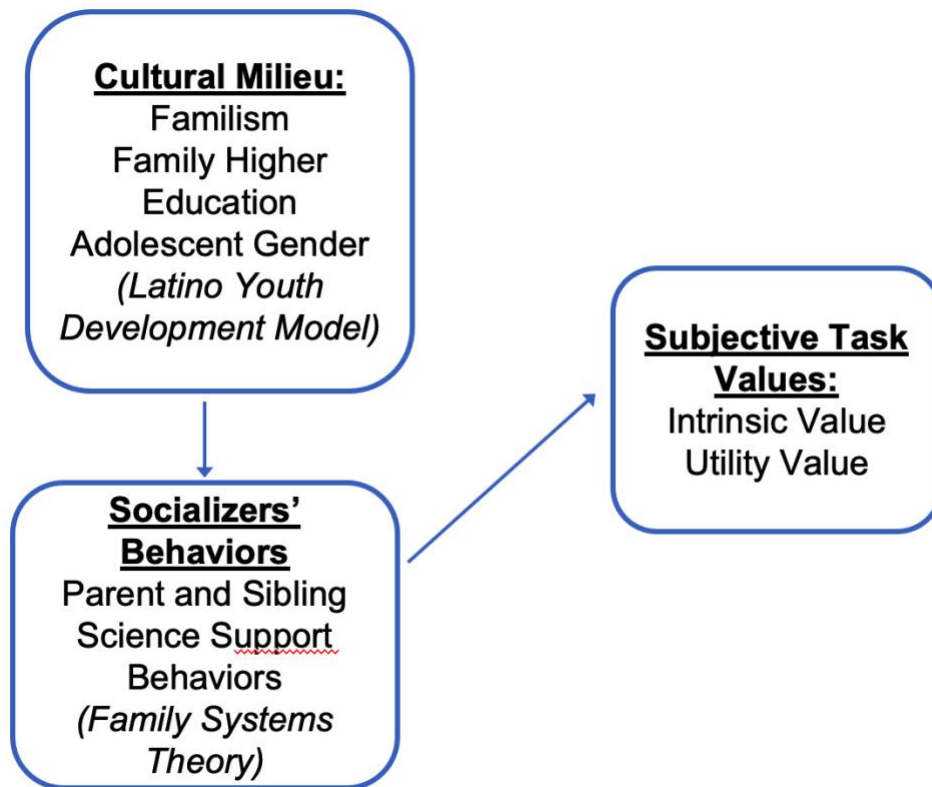 Cultural Milieu:
Familism
Family Higher
Education
Adolescent Gender
(Latino Youth
Development Model)
Socializers’
Behaviors
Parent and Sibling
Science Support
Behaviors
(Family Systems
Theory)
Subjective Task
Values:
Intrinsic Value
Utility Value